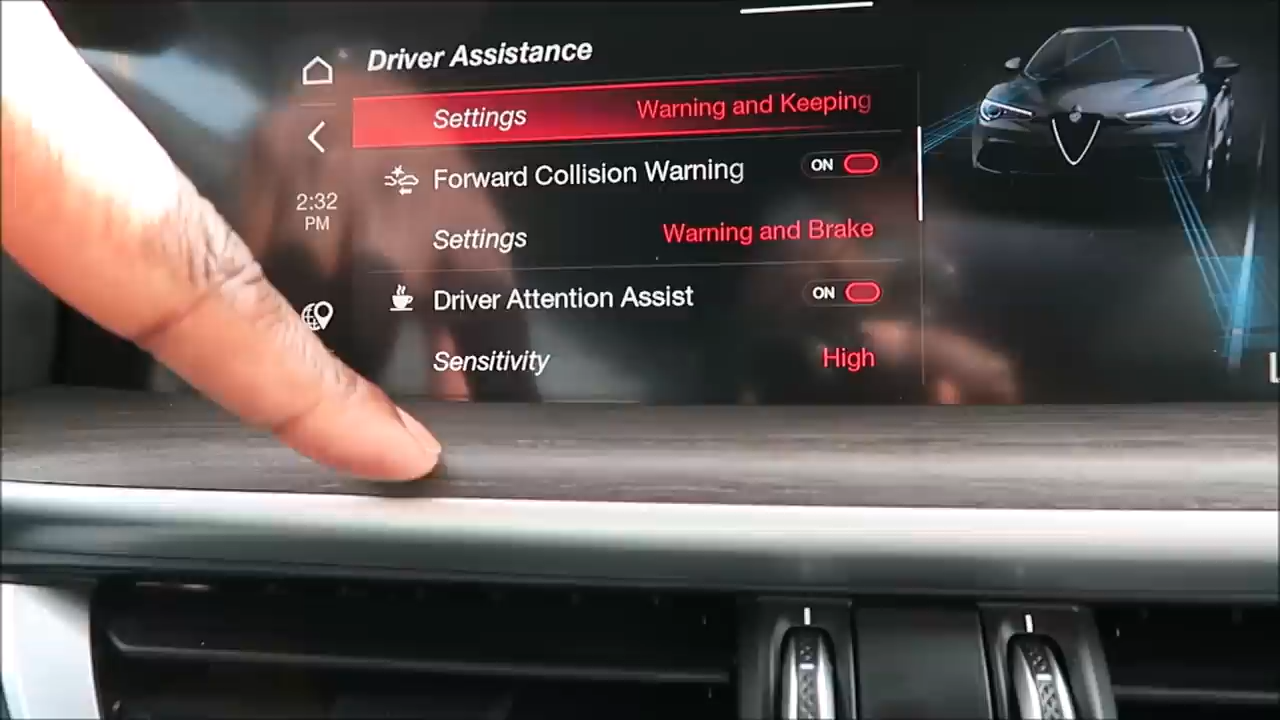 Driver Assistance
Settings Warning and Keeping
Forward Collision Warning ON
2:32
PM
Settings Warning and Brake
Driver Attention Assist ON
Sensitivity High